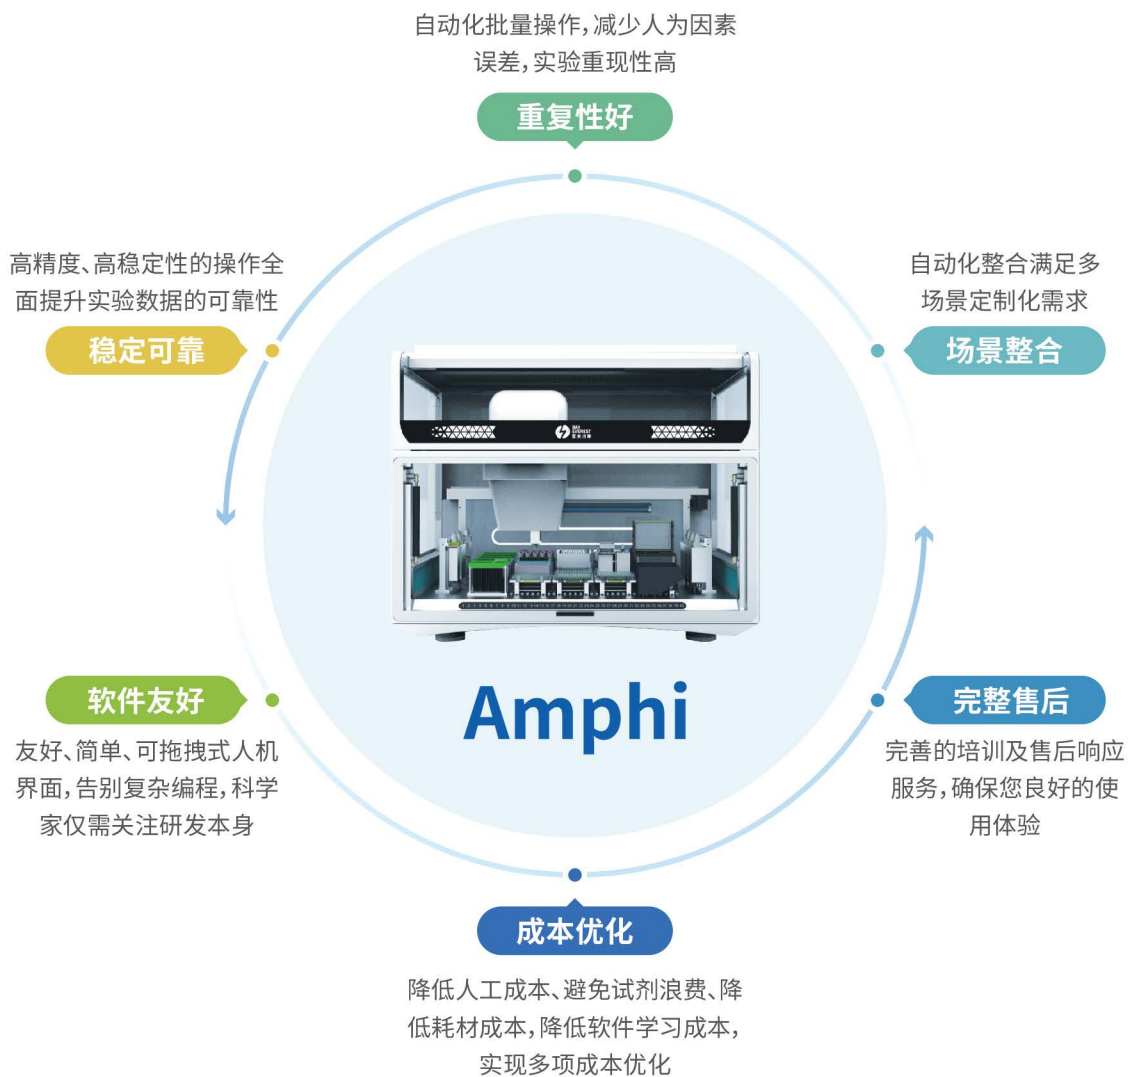 自动化批量操作，减少人为因素
误差，实验重现性高
重复性好
高精度、高稳定性的操作全
面提升实验数据的可靠性
稳定可靠
自动化整合满足多
场景定制化需求
场景整合
Amphi
软件友好
友好、简单、可拖拽式人机
界面，告别复杂编程，科学
家仅需关注研发本身
完整售后
完善的培训及售后响应
服务，确保您良好的使
用体验
成本优化
降低人工成本、避免试剂浪费、降
低耗材成本，降低软件学习成本，
实现多项成本优化